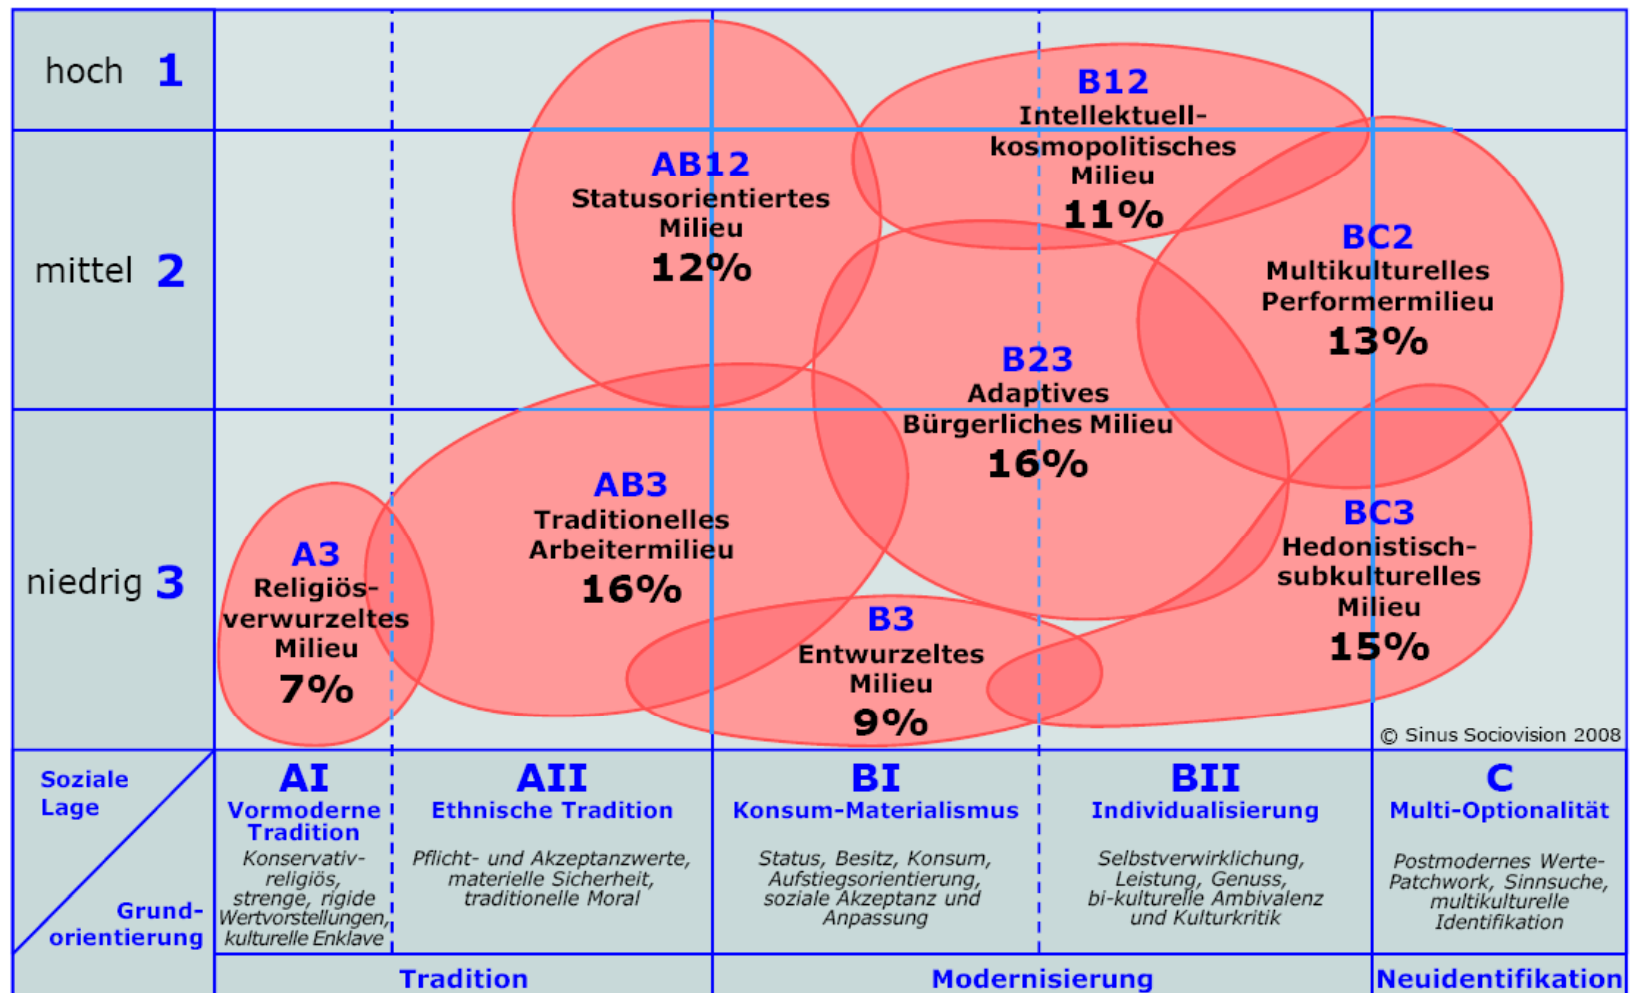 hoch 1
mittel 2
niedrig 3
B12
Intellektuell-
kosmopolitisches
Milieu
11%
AB12
Statusorientiertes
Milieu
12%
BC2
Multikulturelles
Performermilieu
13%
B23
Adaptives
Bürgerliches Milieu
16%
AB3
Traditionelles
Arbeitermilieu
16%
BC3
Hedonistisch-
subkulturelles
Milieu
15%
A3
Religiös-
verwurzeltes
Milieu
7%
B3
Entwurzeltes
Milieu
9%
© Sinus Sociovision 2008
Soziale
Lage
Grund-
orientierung
AI
Vormoderne
Tradition
Konservativ-
religiös,
strenge, rigide
Wertvorstellungen,
kulturelle Enklave
AII
Ethnische Tradition
Pflicht- und Akzeptanzwerte,
materielle Sicherheit,
traditionelle Moral
BI
Konsum-Materialismus
Status, Besitz, Konsum,
Aufstiegsorientierung,
soziale Akzeptanz und
Anpassung
BII
Individualisierung
Selbstverwirklichung,
Leistung, Genuss,
bi-kulturelle Ambivalenz
und Kulturkritik
C
Multi-Optionalität
Postmodernes Werte-
Patchwork, Sinnsuche,
multikulturelle
Identifikation
Tradition
Modernisierung
Neuidentifikation